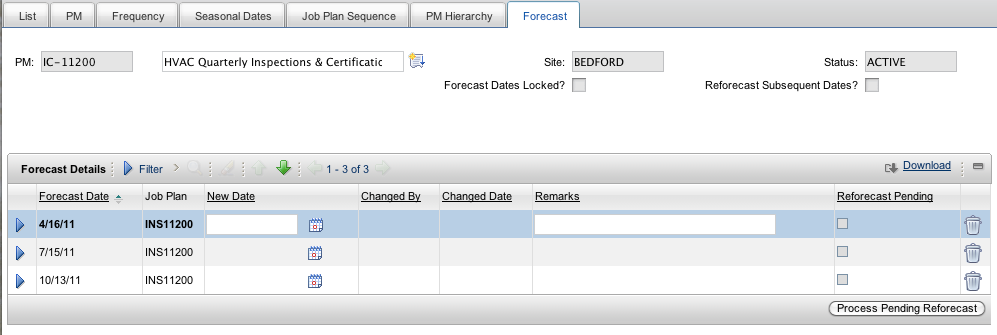 List PM Frequency Seasonal Dates Job Plan Sequence PM Hierarchy Forecast
PM: IC-11200 HVAC Quarterly Inspections & Certificatic Site: BEDFORD Status: ACTIVE
Forecast Dates Locked? Reforecast Subsequent Dates?
Forecast Details Filter 1 - 3 of 3 Download
Forecast Date Job Plan New Date Changed By Changed Date Remarks Reforecast Pending
4/16/11 INS11200
7/15/11 INS11200
10/13/11 INS11200
Process Pending Reforecast